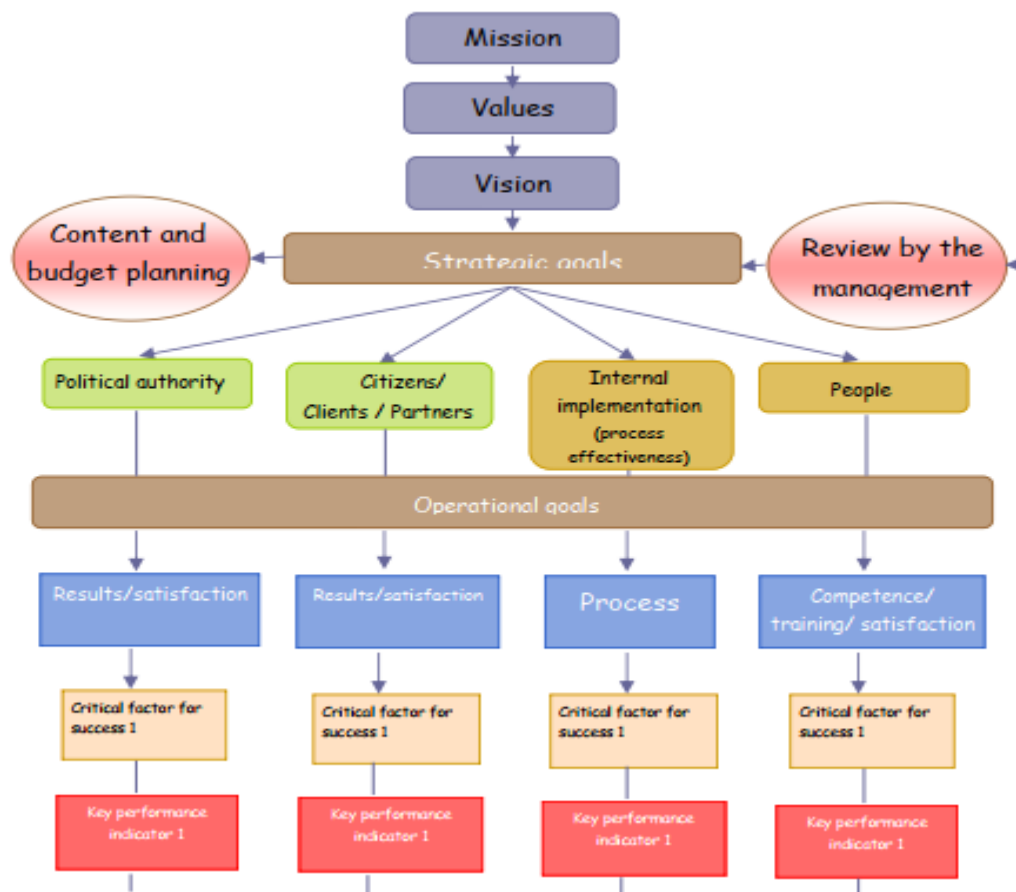 Mission
Values
Vision
Content and
budget planning
Strategic goals
Review by the
management
Political authority
Citizens/
Clients / Partners
Internal
implementation
(process
effectiveness)
People
Operational goals
Results/satisfaction
Results/satisfaction
Process
Competence/
training/ satisfaction
Critical factor for
success 1
Critical factor for
success 1
Critical factor for
success 1
Critical factor for
success 1
Key performance
indicator 1
Key performance
indicator 1
Key performance
indicator 1
Key performance
indicator 1